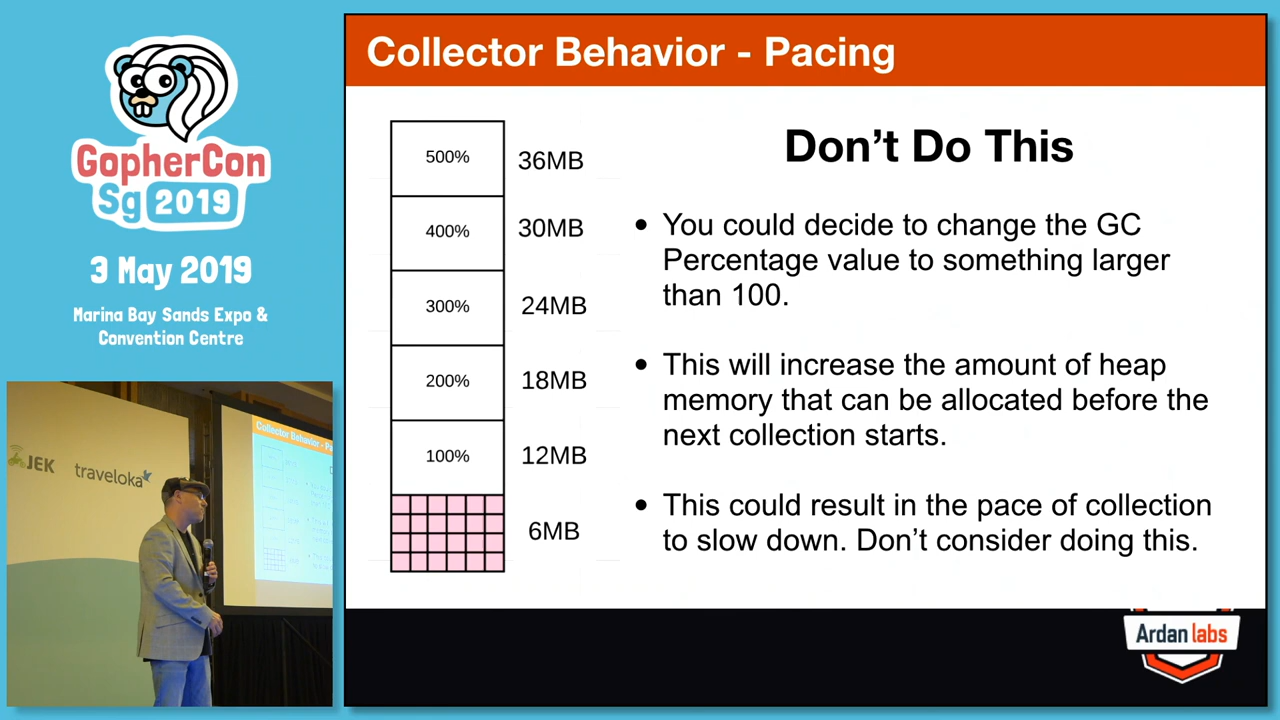 GopherCon
Sg 2019
3 May 2019
Marina Bay Sands Expo &
Convention Centre
JEK
traveloka
Collector Behavior - Pa
Collector Behavior - Pacing
500%
36MB
400%
30MB
300%
24MB
200%
18MB
100%
12MB
6MB
Don’t Do This
• You could decide to change the GC
Percentage value to something larger
than 100.
• This will increase the amount of heap
memory that can be allocated before the
next collection starts.
• This could result in the pace of collection
to slow down. Don’t consider doing this.
Ardan labs